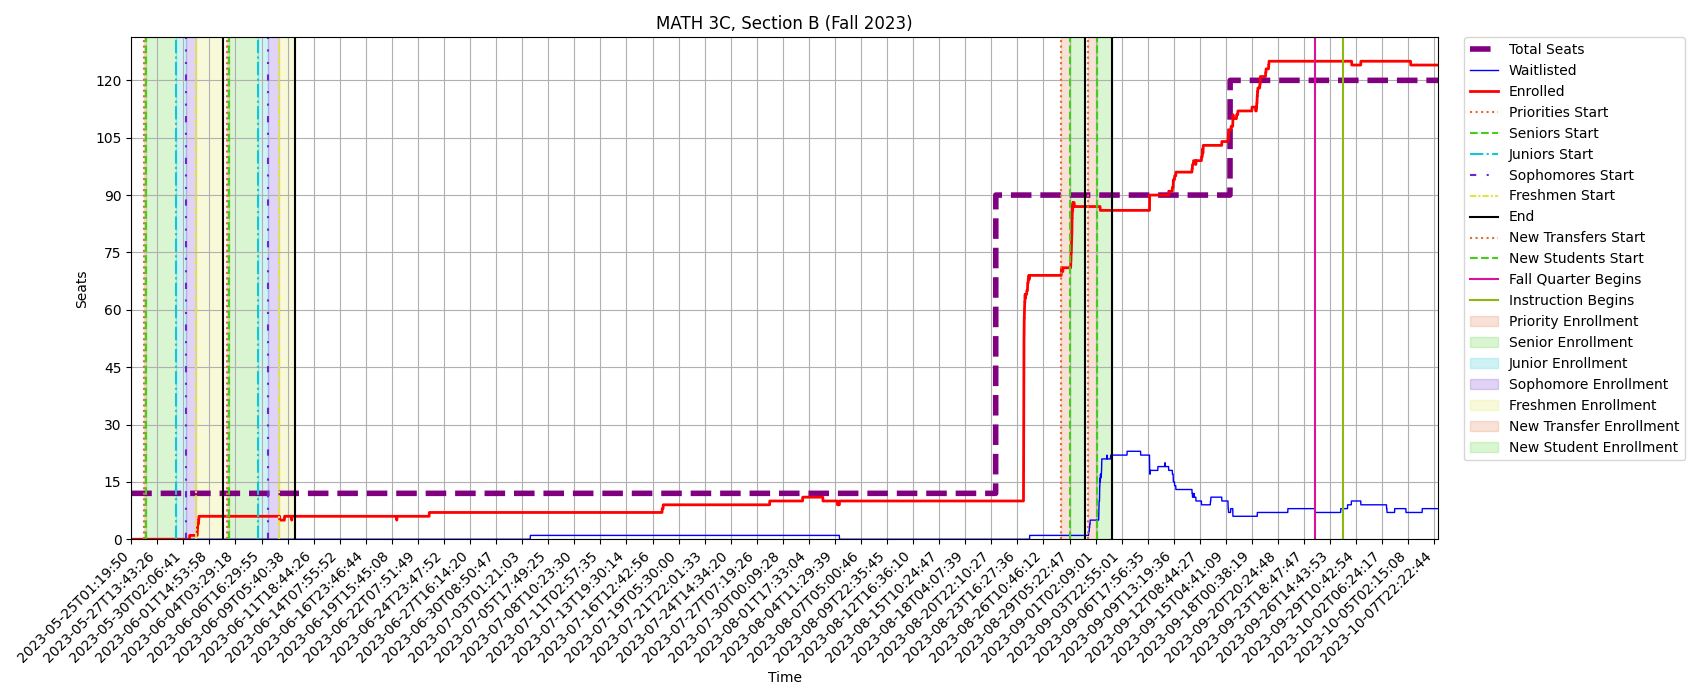 MATH 3C, Section B (Fall 2023)
Seats
120
105
90
75
60
45
30
15
0
2023-05-25T01:19:50
2023-05-27T13:43:26
2023-05-30T02:06:41
2023-06-01T14:53:58
2023-06-04T03:29:18
2023-06-06T16:29:55
2023-06-09T05:40:38
2023-06-11T18:44:26
2023-06-14T07:55:52
2023-06-16T23:46:44
2023-06-19T15:45:08
2023-06-22T07:51:49
2023-06-24T23:47:52
2023-06-27T16:14:20
2023-06-30T08:50:47
2023-07-03T01:21:03
2023-07-05T17:49:25
2023-07-08T10:23:30
2023-07-11T02:57:35
2023-07-13T19:30:14
2023-07-16T12:42:56
2023-07-19T05:30:00
2023-07-21T22:01:33
2023-07-24T14:34:20
2023-07-27T07:19:26
2023-07-30T00:09:28
2023-08-01T17:33:04
2023-08-04T11:29:39
2023-08-07T05:00:46
2023-08-09T22:35:45
2023-08-12T16:36:10
2023-08-15T10:24:47
2023-08-18T04:07:39
2023-08-20T22:10:27
2023-08-23T16:27:36
2023-08-26T10:46:12
2023-08-29T05:22:47
2023-09-01T02:09:01
2023-09-03T22:55:01
2023-09-06T17:56:35
2023-09-09T13:19:36
2023-09-12T08:44:27
2023-09-15T04:41:09
2023-09-18T00:38:19
2023-09-20T20:24:48
2023-09-23T18:47:47
2023-09-26T14:43:53
2023-09-29T10:42:54
2023-10-02T06:24:17
2023-10-05T02:15:08
2023-10-07T22:22:44
Time
Total Seats
Waitlisted
Enrolled
Priorities Start
Seniors Start
Juniors Start
Sophomores Start
Freshmen Start
End
New Transfers Start
New Students Start
Fall Quarter Begins
Instruction Begins
Priority Enrollment
Senior Enrollment
Junior Enrollment
Sophomore Enrollment
Freshmen Enrollment
New Transfer Enrollment
New Student Enrollment